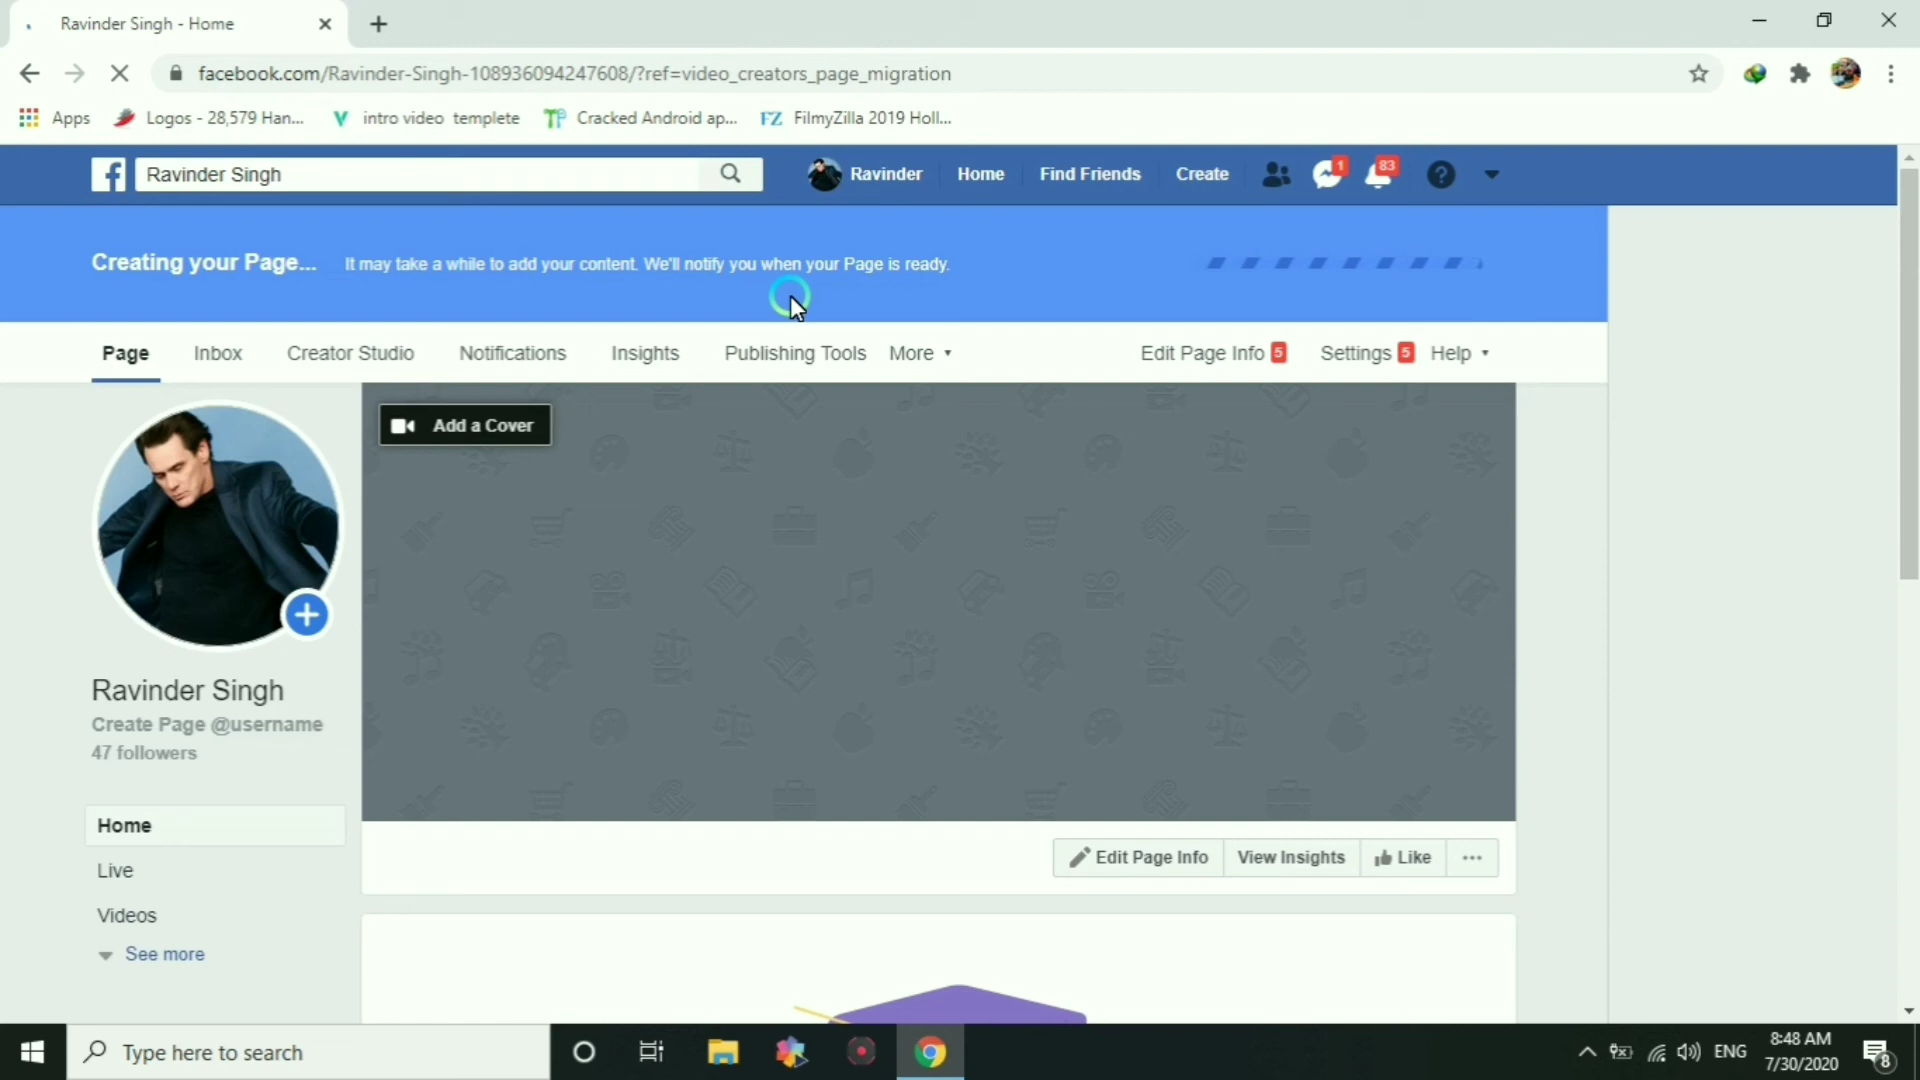 Ravinder Singh - Home
facebook.com/Ravinder-Singh-108936094247608/?ref=video_creators_page_migration
Apps Logos - 28,579 Han... intro video templete Cracked Android ap... FZ FilmyZilla 2019 Holl...
Ravinder Singh Ravinder Home Find Friends Create 1 83
Creating your Page... It may take a while to add your content. We'll notify you when your Page is ready.
Page Inbox Creator Studio Notifications Insights Publishing Tools More Edit Page Info 5 Settings 5 Help
Add a Cover
Ravinder Singh
Create Page @username
47 followers
Home
Edit Page Info View Insights Like ...
Live
Videos
See more
Type here to search ENG 8:48 AM
7/30/2020 8